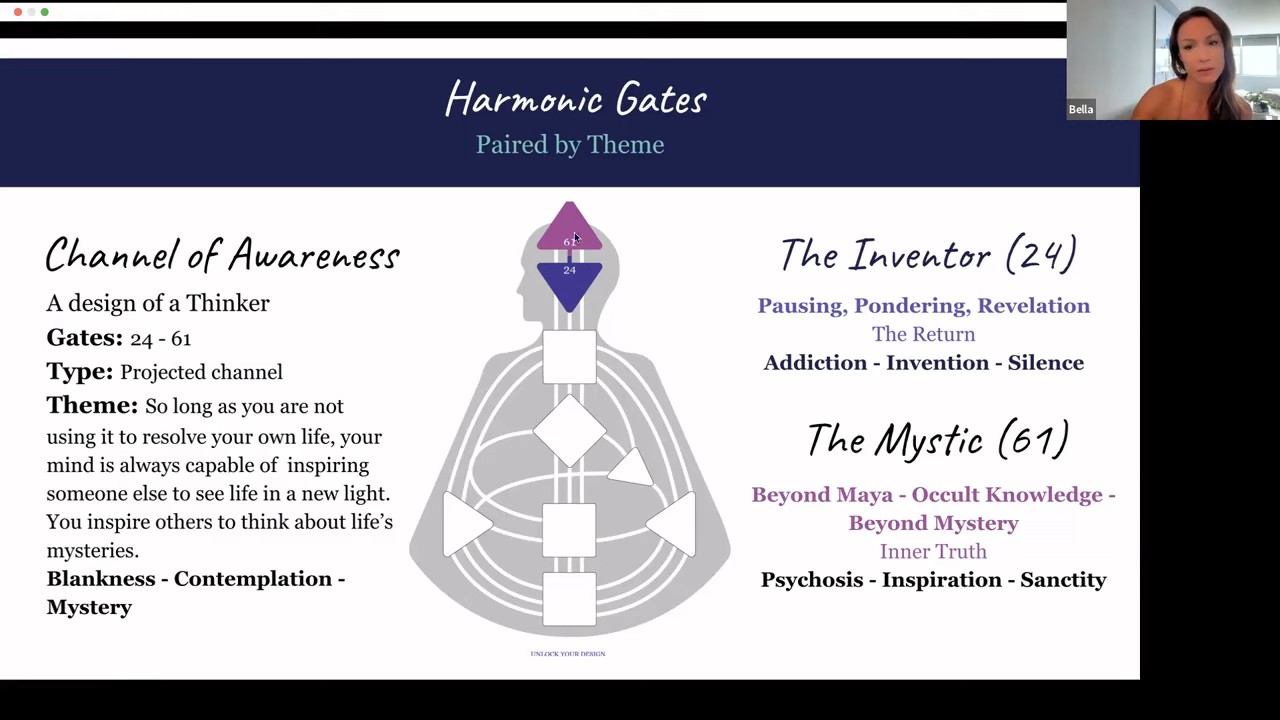 Bella
Harmonic Gates
Paired by Theme
Channel of Awareness
A design of a Thinker
Gates: 24 - 61
Type: Projected channel
Theme: So long as you are not
using it to resolve your own life, your
mind is always capable of inspiring
someone else to see life in a new light.
You inspire others to think about life’s
mysteries.
Blankness - Contemplation -
Mystery
61
24
UNLOCK YOUR DESIGN
The Inventor (24)
Pausing, Pondering, Revelation
The Return
Addiction - Invention - Silence
The Mystic (61)
Beyond Maya - Occult Knowledge -
Beyond Mystery
Inner Truth
Psychosis - Inspiration - Sanctity